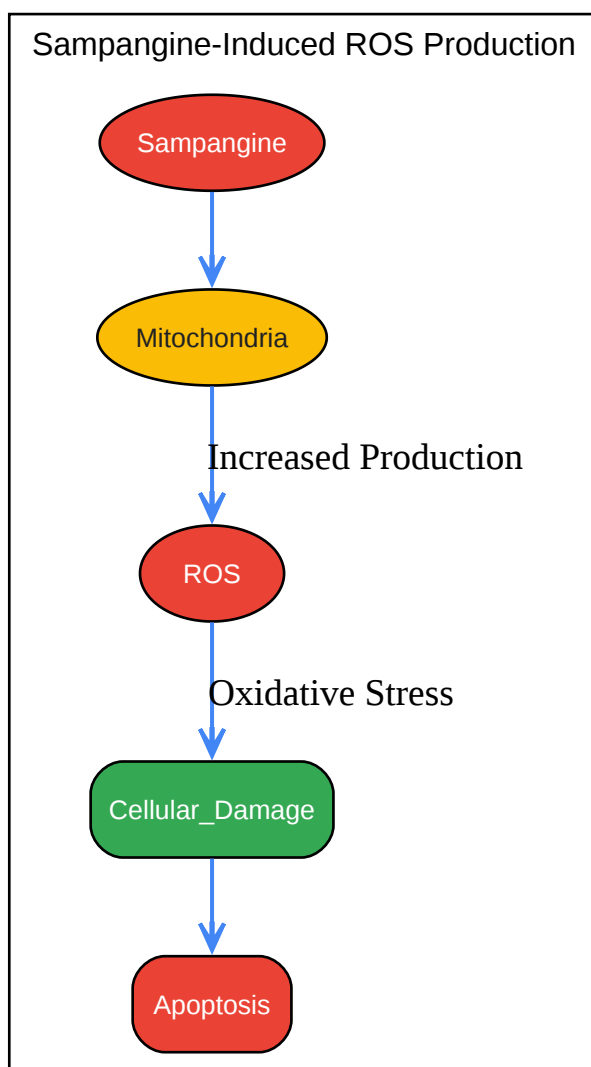 Sampangine-Induced ROS Production
Sampangine
Mitochondria
Increased Production
ROS
Oxidative Stress
Cellular_Damage
Apoptosis